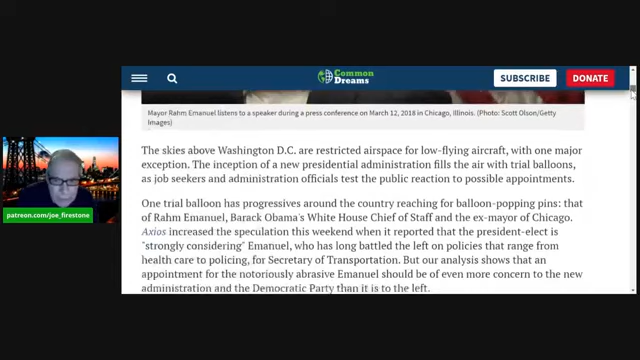 Common
Dreams
SUBSCRIBE
DONATE
Mayor Rahm Emanuel listens to a speaker during a press conference on March 12, 2018 in Chicago, Illinois. (Photo: Scott Olson/Getty
Images)
The skies above Washington D.C. are restricted airspace for low-flying aircraft, with one major
exception. The inception of a new presidential administration fills the air with trial balloons,
as job seekers and administration officials test the public reaction to possible appointments.
One trial balloon has progressives around the country reaching for balloon-popping pins: that
of Rahm Emanuel, Barack Obama's White House Chief of Staff and the ex-mayor of Chicago.
Axios increased the speculation this weekend when it reported that the president-elect is
"strongly considering" Emanuel, who has long battled the left on policies that range from
health care to policing, for Secretary of Transportation. But our analysis shows that an
appointment for the notoriously abrasive Emanuel should be of even more concern to the new
administration and the Democratic Party than it is to the left.
patreon.com/joe_firestone